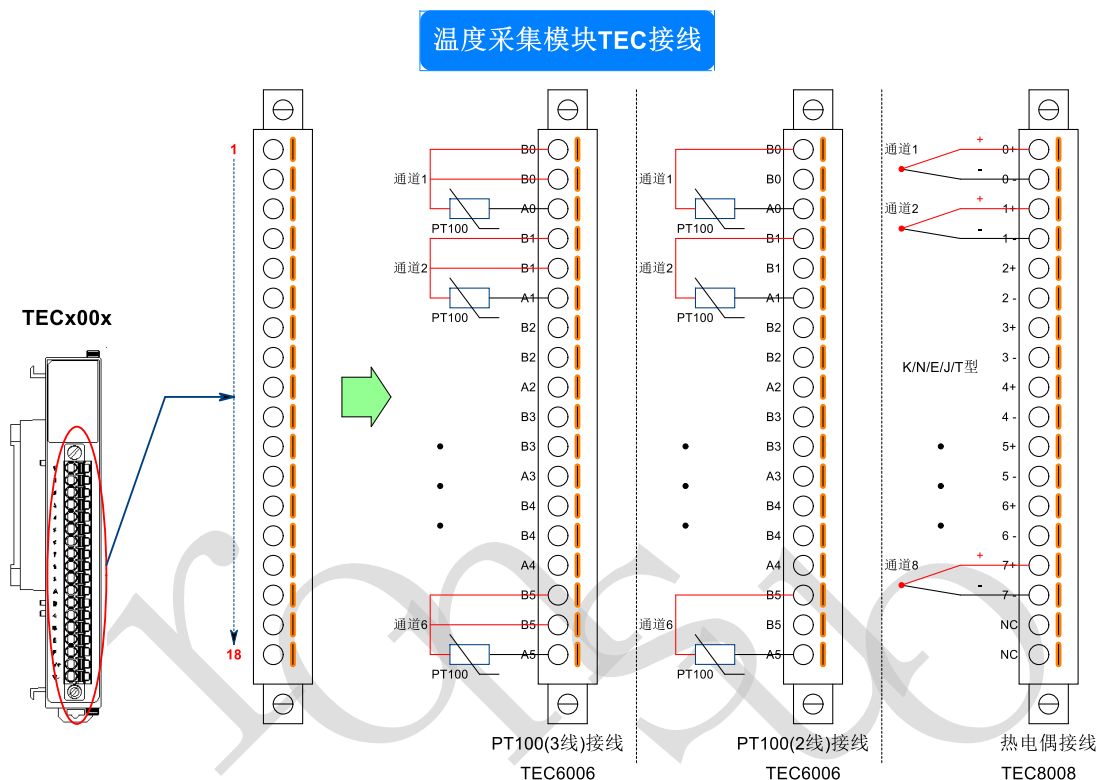 温度采集模块TEC接线
TECx00x
1
18
B0
B0
A0
B1
B1
A1
B2
B2
A2
B3
B3
A3
B4
B4
A4
B5
B5
A5
通道1
PT100
通道2
PT100
通道6
PT100
PT100(3线)接线
TEC6006
B0
B0
A0
B1
B1
A1
B2
B2
A2
B3
B3
A3
B4
B4
A4
B5
B5
A5
通道1
PT100
通道2
PT100
通道6
PT100
PT100(2线)接线
TEC6006
通道1
+
-
通道2
+
-
K/N/E/J/T型
通道8
+
-
0+
0 -
1+
1 -
2+
2 -
3+
3 -
4+
4 -
5+
5 -
6+
6 -
7+
7 -
NC
NC
热电偶接线
TEC8008